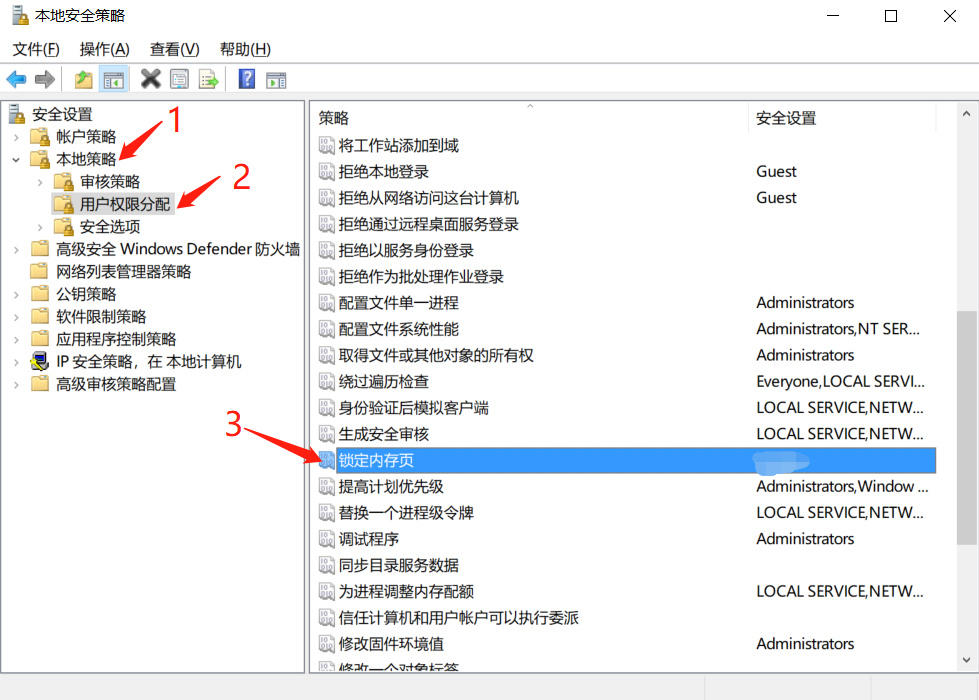 本地安全策略
文件(F) 操作(A) 查看(V) 帮助(H)
安全设置
帐户策略
1
本地策略
审核策略
2
用户权限分配
安全选项
高级安全 Windows Defender 防火墙
网络列表管理器策略
公钥策略
软件限制策略
应用程序控制策略
IP 安全策略，在 本地计算机
高级审核策略配置
3
策略 安全设置
将工作站添加到域
拒绝本地登录 Guest
拒绝从网络访问这台计算机 Guest
拒绝通过远程桌面服务登录
拒绝以服务身份登录
拒绝作为批处理作业登录
配置文件单一进程 Administrators
配置文件系统性能 Administrators,NT SER...
取得文件或其他对象的所有权 Administrators
绕过遍历检查 Everyone,LOCAL SERVI...
身份验证后模拟客户端 LOCAL SERVICE,NETW...
生成安全审核 LOCAL SERVICE,NETW...
锁定内存页
提高计划优先级 Administrators,Window ...
替换一个进程级令牌 LOCAL SERVICE,NETW...
调试程序 Administrators
同步目录服务数据
为进程调整内存配额 LOCAL SERVICE,NETW...
信任计算机和用户帐户可以执行委派
修改固件环境值 Administrators
修改一个对象标签